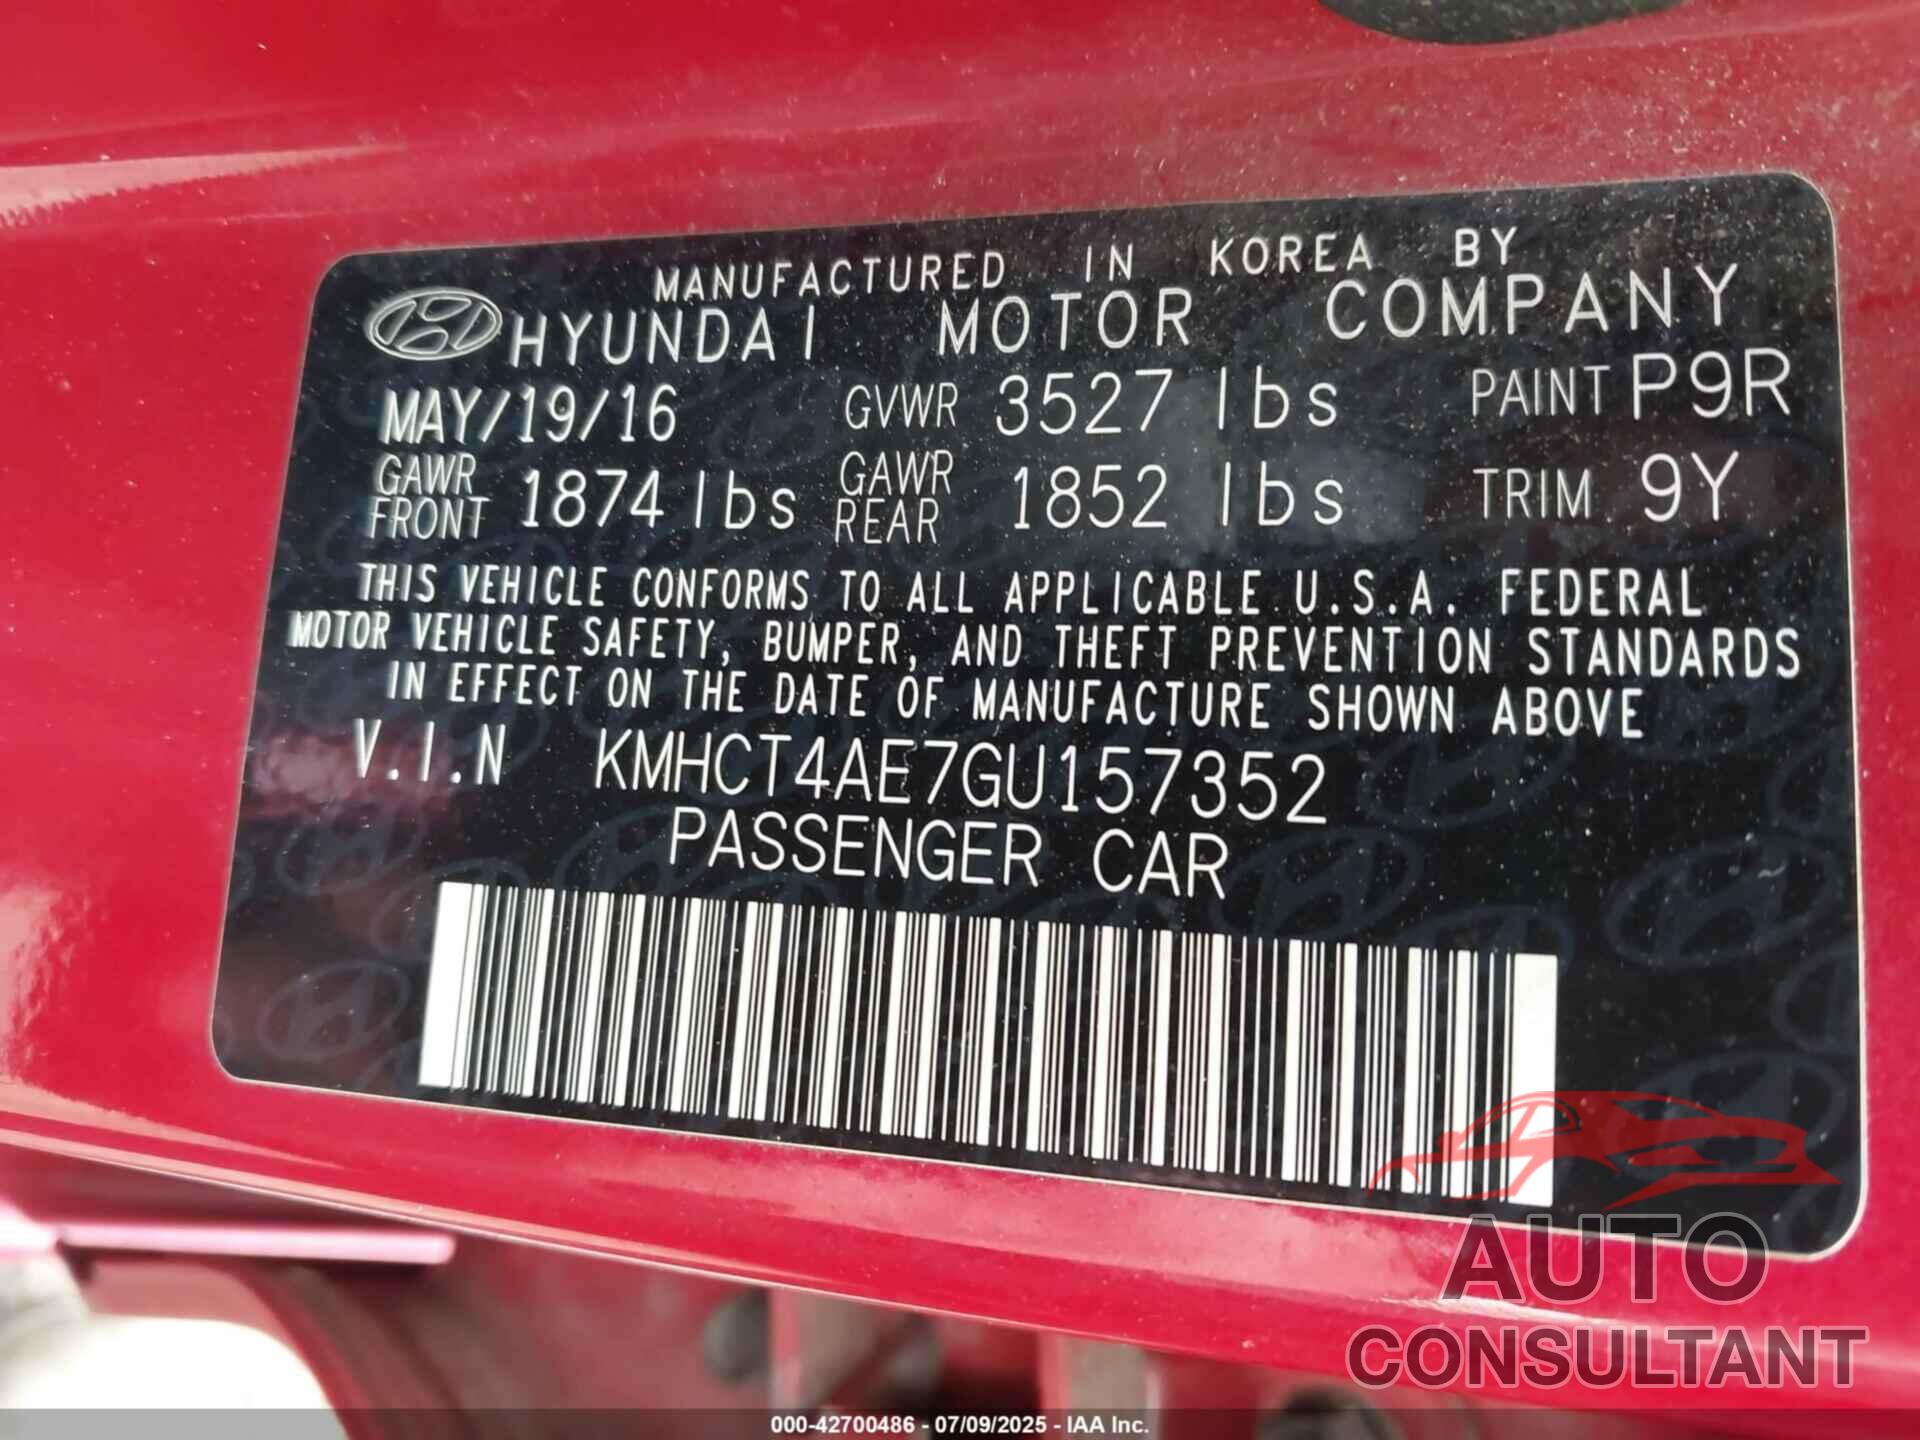 MANUFACTURED IN KOREA BY
HYUNDAI MOTOR COMPANY
MAY/19/16 GVWR 3527 lbs PAINT P9R
GAWR FRONT 1874 lbs GAWR REAR 1852 lbs TRIM 9Y
THIS VEHICLE CONFORMS TO ALL APPLICABLE U.S.A. FEDERAL
MOTOR VEHICLE SAFETY, BUMPER, AND THEFT PREVENTION STANDARDS
IN EFFECT ON THE DATE OF MANUFACTURE SHOWN ABOVE
V.I.N KMHCT4AE7GU157352
PASSENGER CAR
AUTO
CONSULTANT
000-42700486 - 07/09/2025 - IAA Inc.